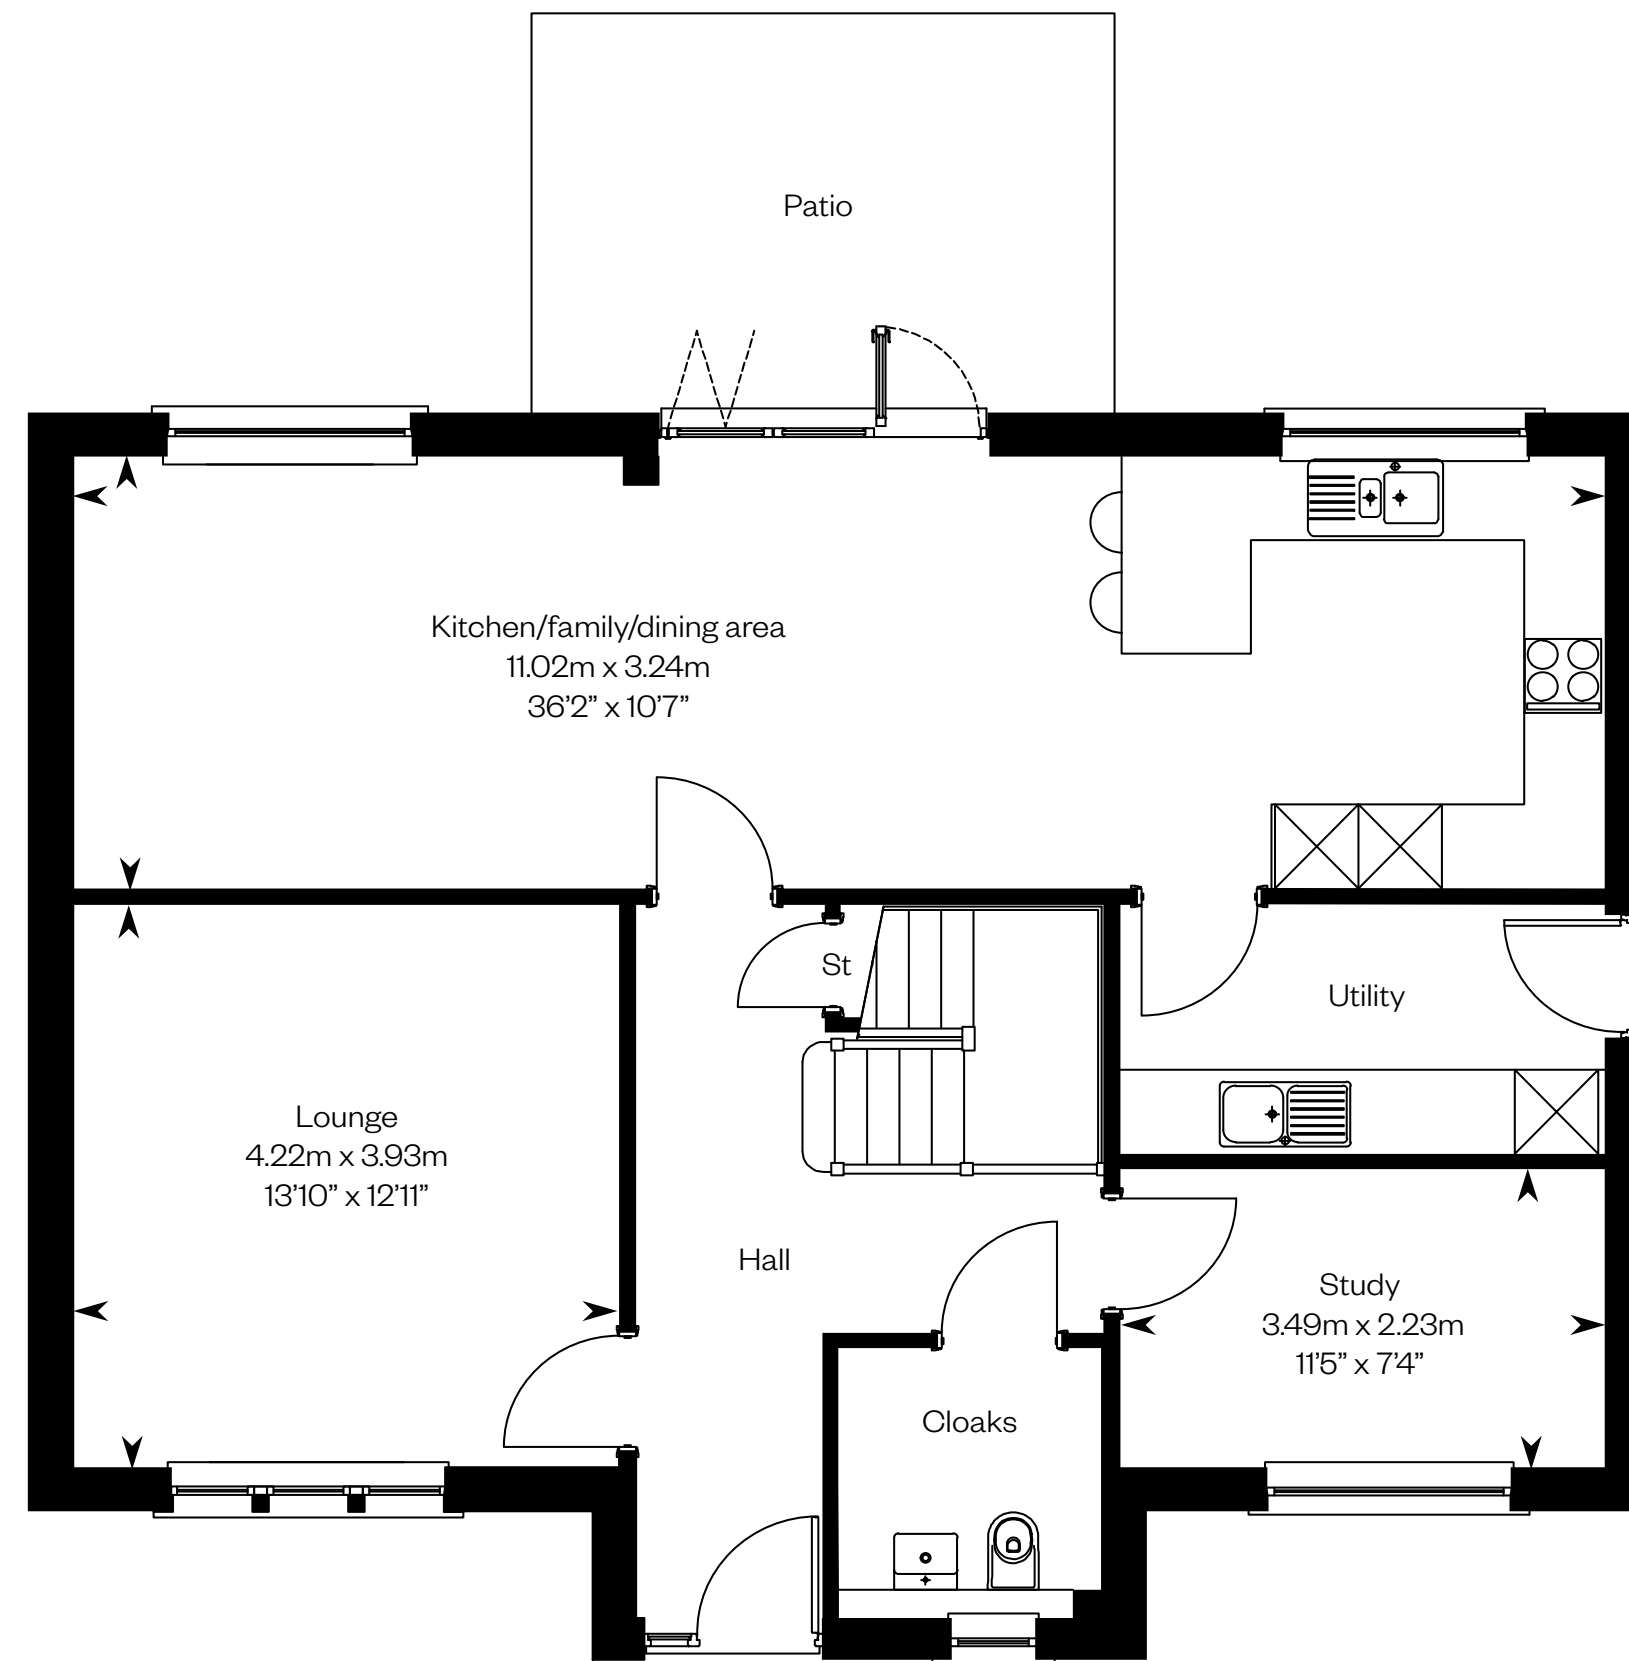 Patio
Kitchen/family/dining area
11.02m x 3.24m
36’2” x 10’7”
St
Utility
Lounge
4.22m x 3.93m
13’10” x 12’11”
Hall
Study
3.49m x 2.23m
11’5” x 7’4”
Cloaks